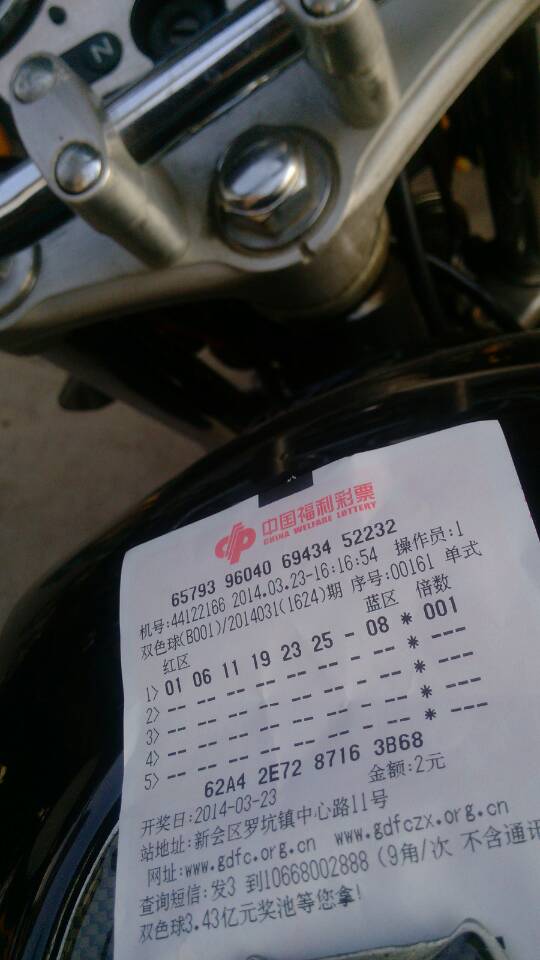 N
中国福利彩票
CHINA WELFARE LOTTERY
65793 96040 69434 52232
机号:44122166 2014.03.23-16:16:54 操作员:1
双色球(B001)/2014031(1624)期 序号:00161 单式
红区 蓝区 倍数
1> 01 06 11 19 23 25 - 08 * 001
2> -- -- -- -- -- -- - -- * ---
3> -- -- -- -- -- -- - -- * ---
4> -- -- -- -- -- -- - -- * ---
5> -- -- -- -- -- -- - -- * ---
62A4 2E72 8716 3B68
开奖日:2014-03-23 金额:2元
站地址:新会区罗坑镇中心路11号
网址:www.gdfc.org.cn www.gdfczx.org.cn
查询短信:发3 到10668002888 (9角/次 不含通讯
双色球3.43亿元奖池等您拿!